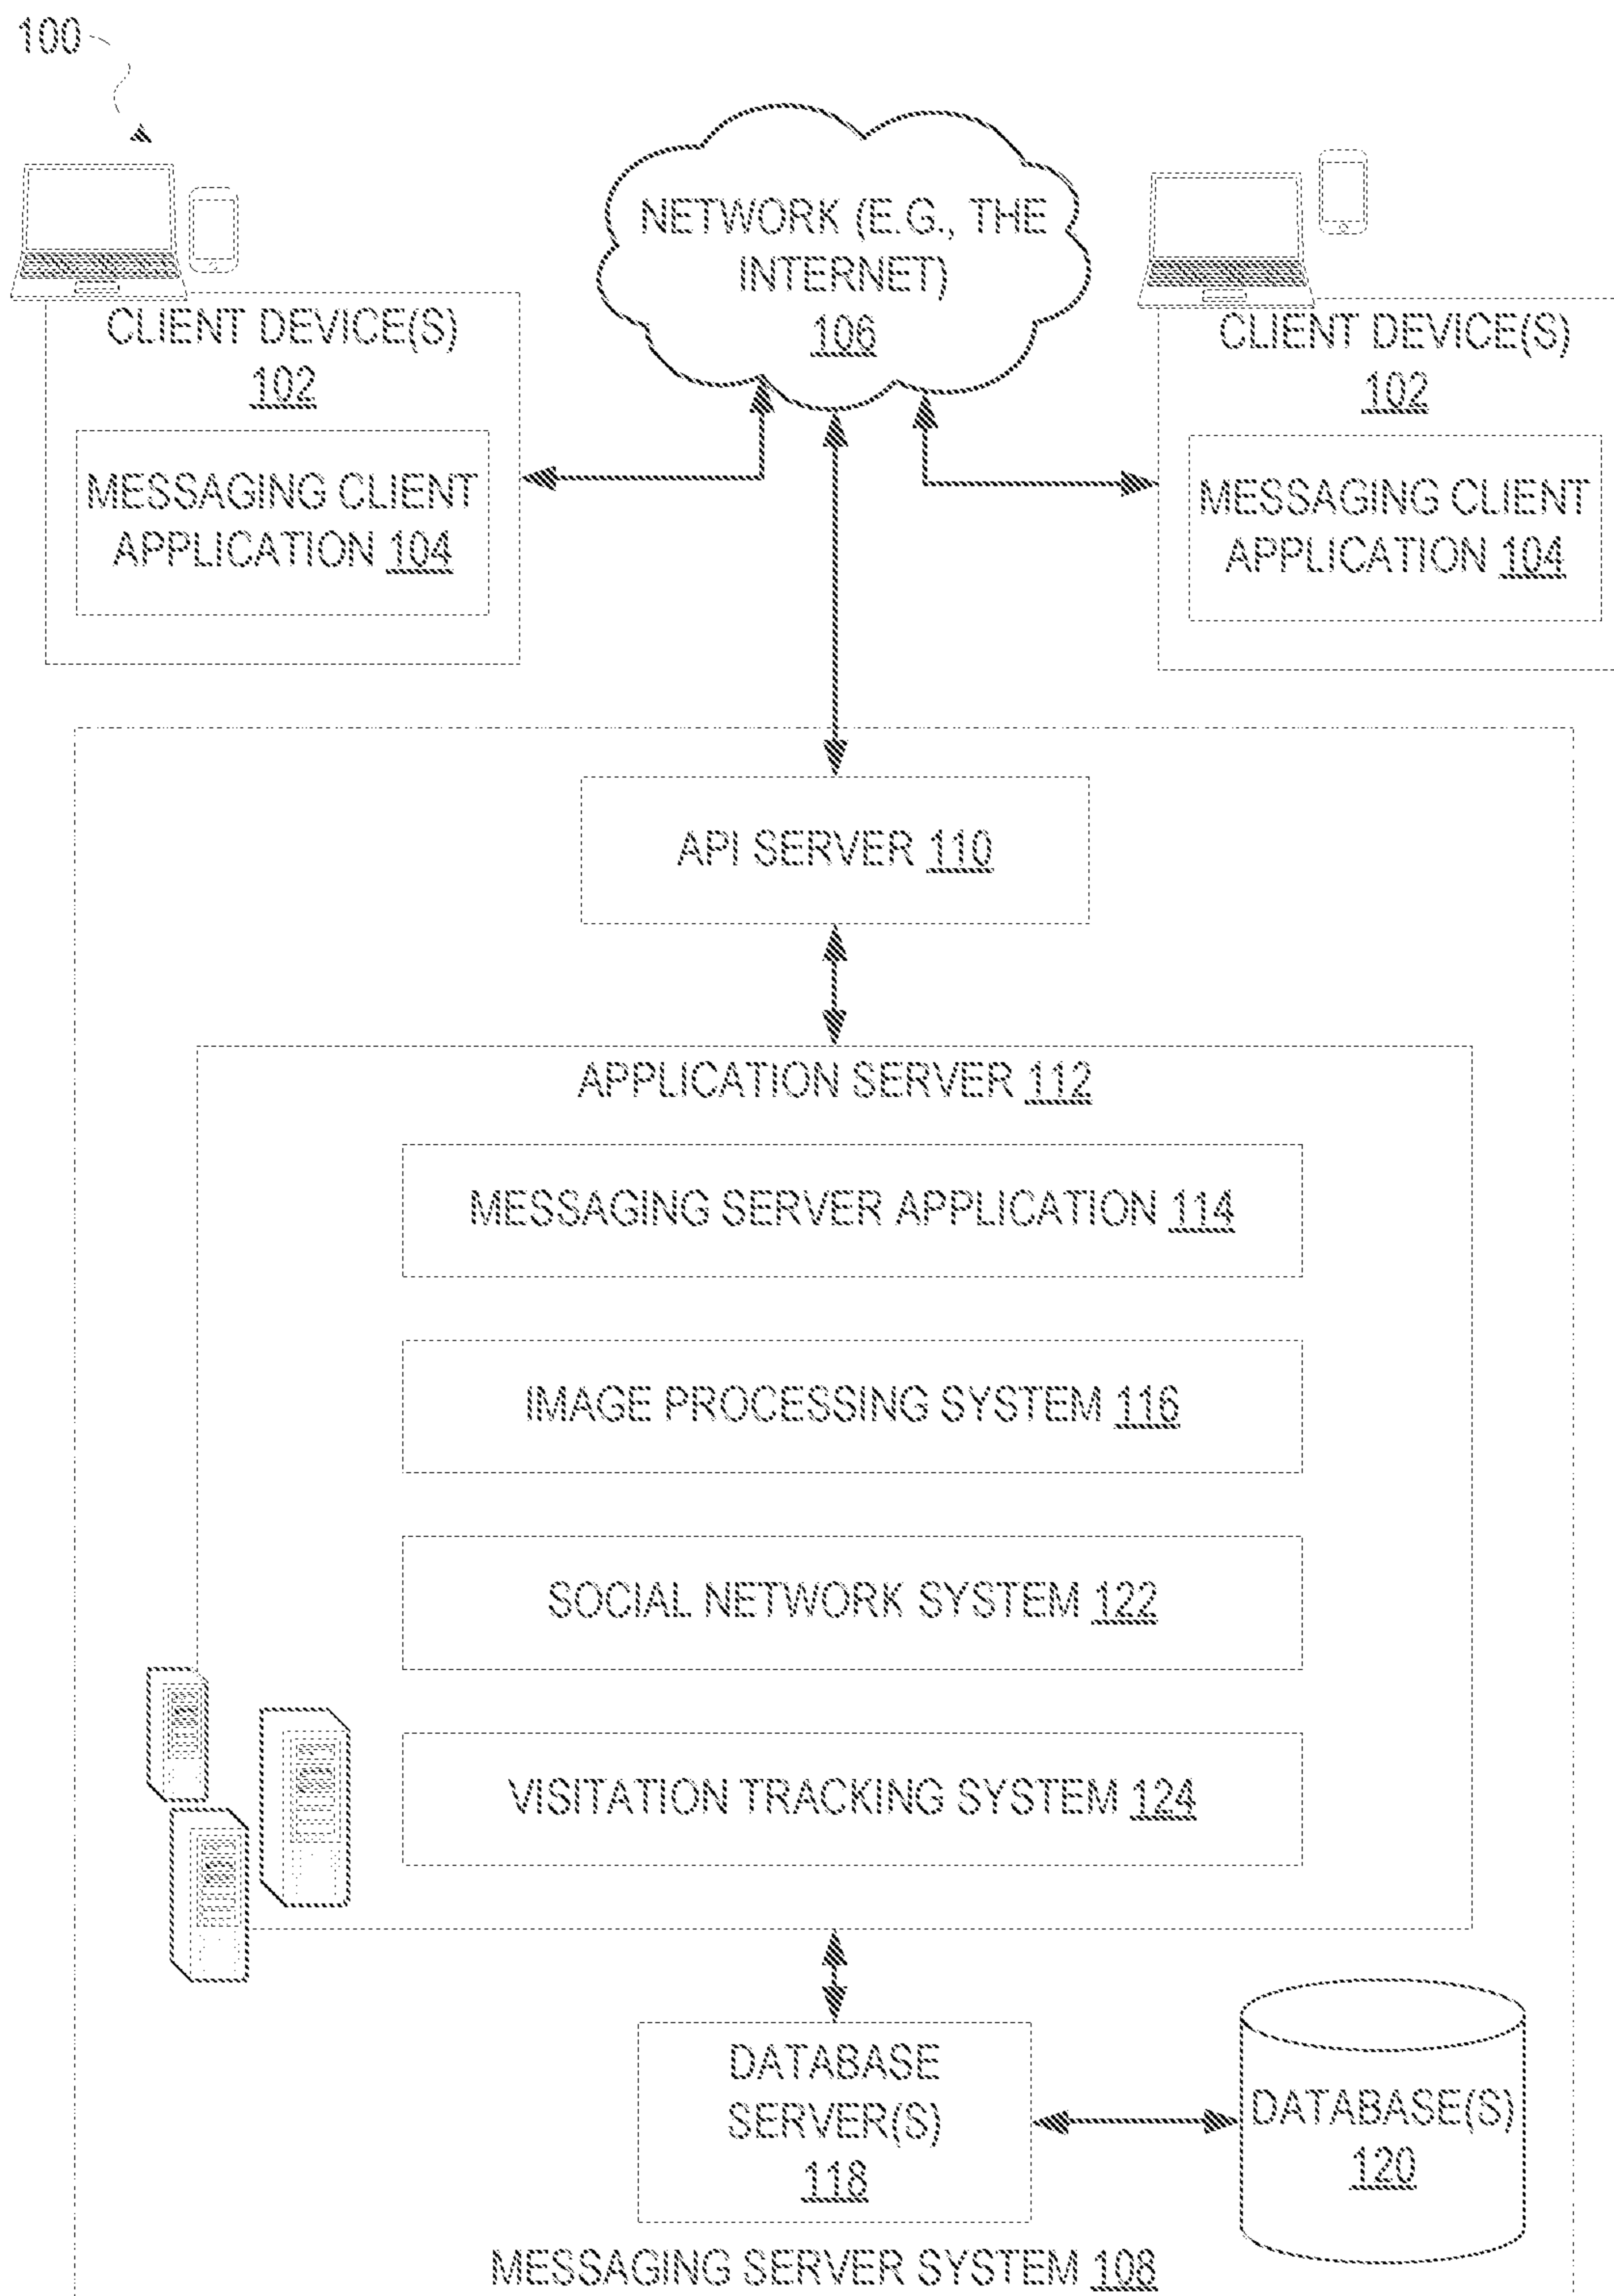 100
NETWORK (E.G., THE
INTERNET)
106
CLIENT DEVICE(S)
102
MESSAGING CLIENT
APPLICATION 104
CLIENT DEVICE(S)
102
MESSAGING CLIENT
APPLICATION 104
API SERVER 110
APPLICATION SERVER 112
MESSAGING SERVER APPLICATION 114
IMAGE PROCESSING SYSTEM 116
SOCIAL NETWORK SYSTEM 122
VISITATION TRACKING SYSTEM 124
DATABASE
SERVER(S)
118
DATABASE(S)
120
MESSAGING SERVER SYSTEM 108